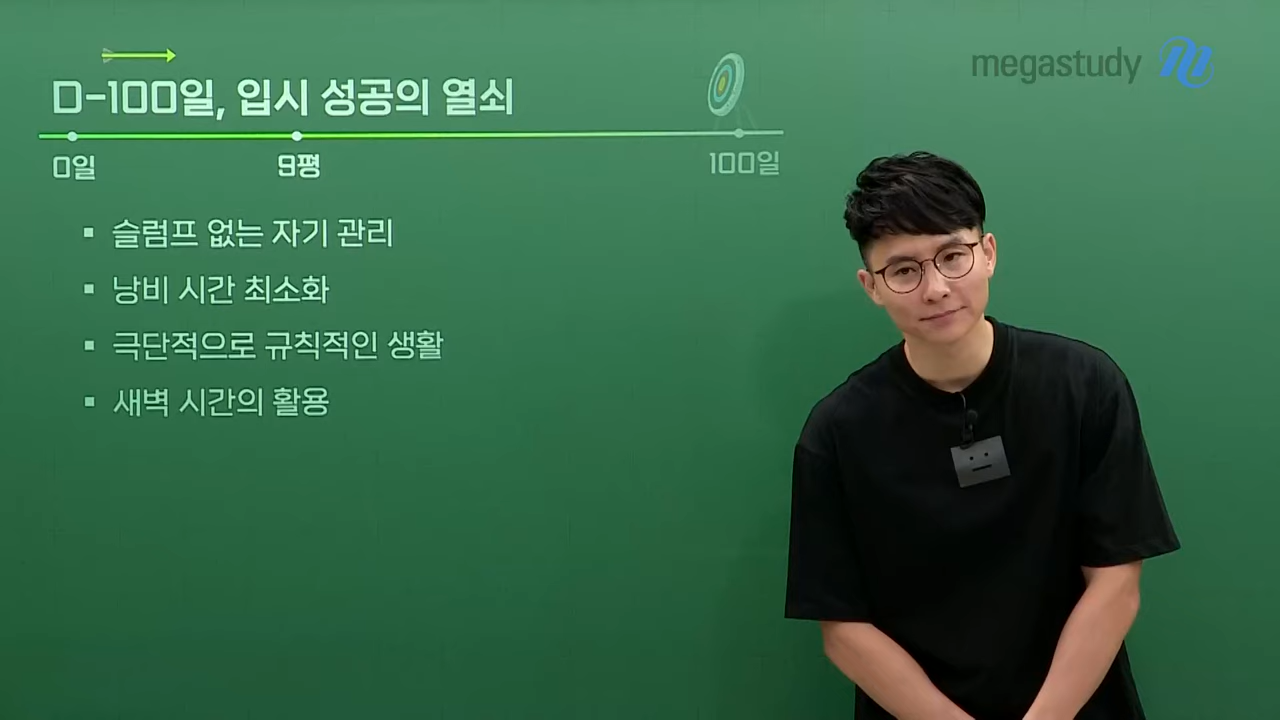 megastudy
D-100일, 입시 성공의 열쇠
0일
9평
100일
슬럼프 없는 자기 관리
낭비 시간 최소화
극단적으로 규칙적인 생활
새벽 시간의 활용